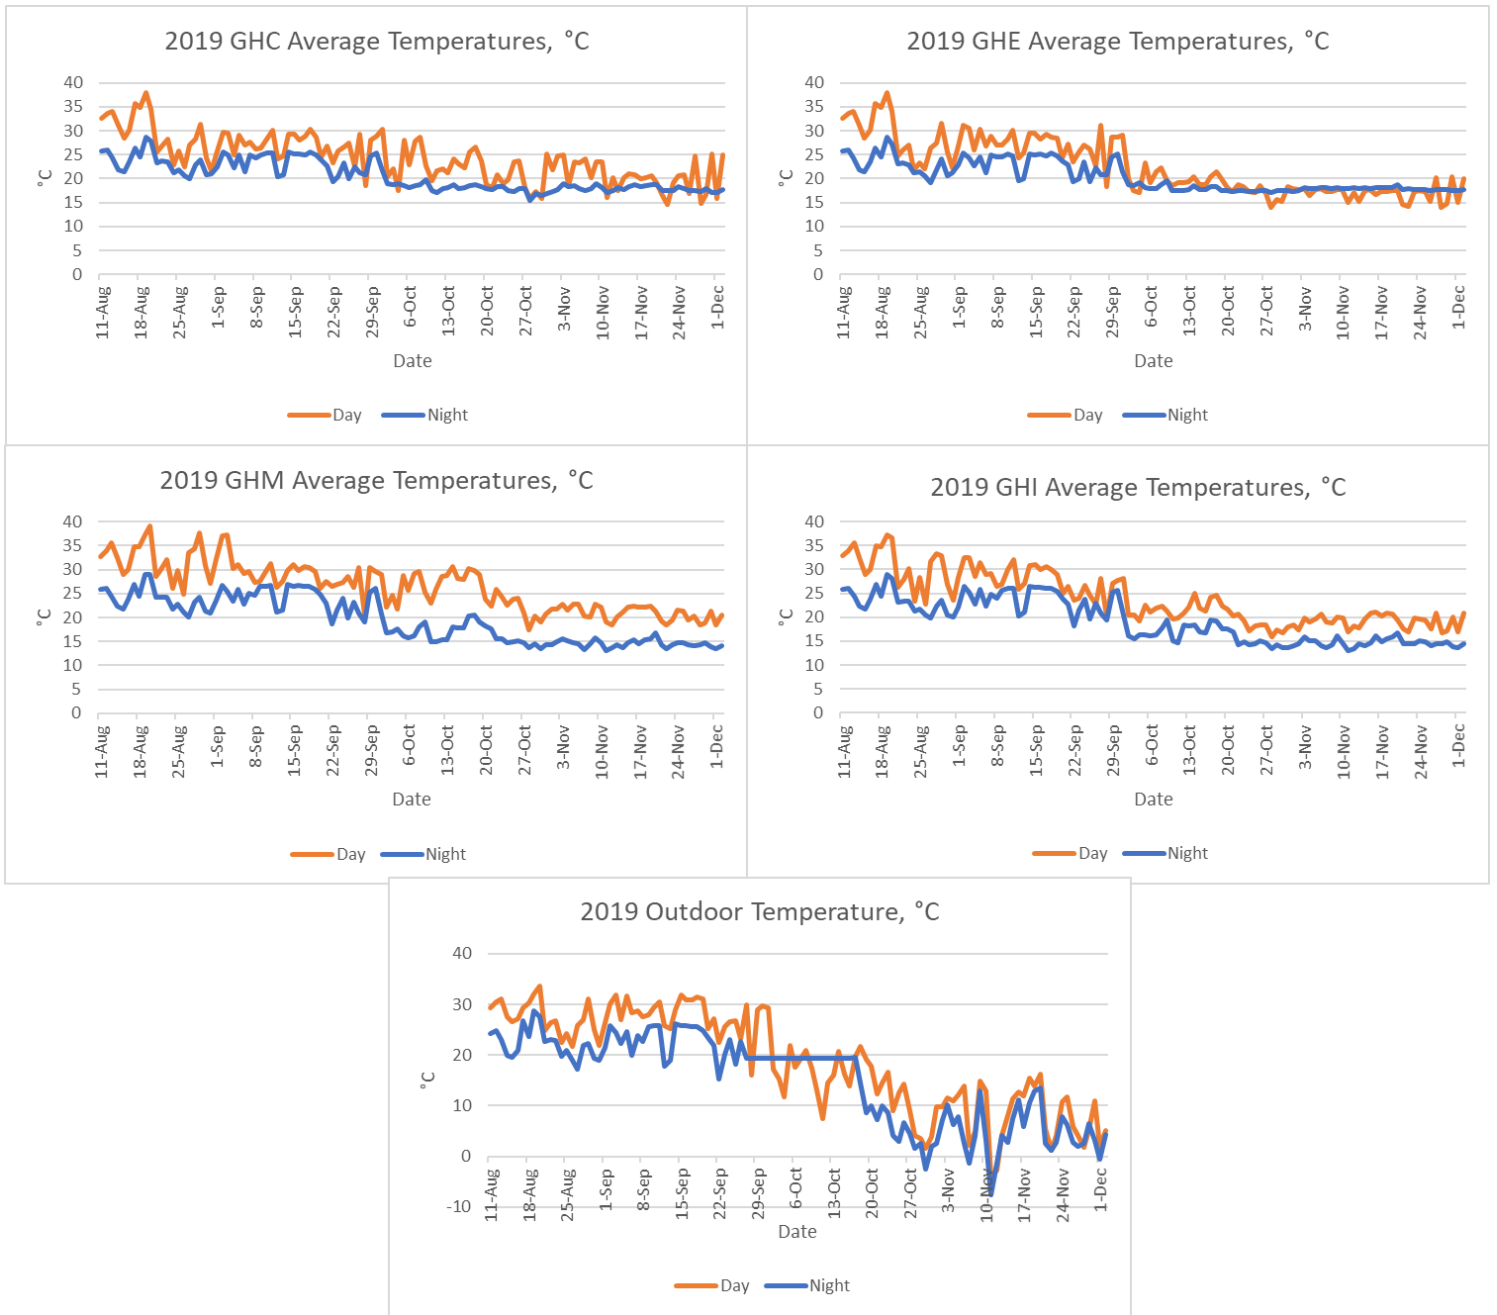 2019 GHC Average Temperatures, °C
40
35
30
25
20
15
10
5
0
°C
11-Aug
18-Aug
25-Aug
1-Sep
8-Sep
15-Sep
22-Sep
29-Sep
6-Oct
13-Oct
20-Oct
27-Oct
3-Nov
10-Nov
17-Nov
24-Nov
1-Dec
Date
Day Night
2019 GHE Average Temperatures, °C
40
35
30
25
20
15
10
5
0
°C
11-Aug
18-Aug
25-Aug
1-Sep
8-Sep
15-Sep
22-Sep
29-Sep
6-Oct
13-Oct
20-Oct
27-Oct
3-Nov
10-Nov
17-Nov
24-Nov
1-Dec
Date
Day Night
2019 GHM Average Temperatures, °C
40
35
30
25
20
15
10
5
0
°C
11-Aug
18-Aug
25-Aug
1-Sep
8-Sep
15-Sep
22-Sep
29-Sep
6-Oct
13-Oct
20-Oct
27-Oct
3-Nov
10-Nov
17-Nov
24-Nov
1-Dec
Date
Day Night
2019 GHI Average Temperatures, °C
40
35
30
25
20
15
10
5
0
°C
11-Aug
18-Aug
25-Aug
1-Sep
8-Sep
15-Sep
22-Sep
29-Sep
6-Oct
13-Oct
20-Oct
27-Oct
3-Nov
10-Nov
17-Nov
24-Nov
1-Dec
Date
Day Night
2019 Outdoor Temperature, °C
40
30
20
10
0
-10
°C
11-Aug
18-Aug
25-Aug
1-Sep
8-Sep
15-Sep
22-Sep
29-Sep
6-Oct
13-Oct
20-Oct
27-Oct
3-Nov
10-Nov
17-Nov
24-Nov
1-Dec
Date
Day Night